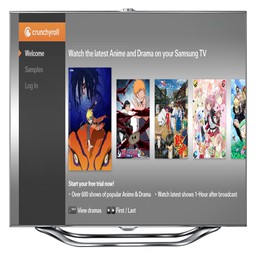 crunchyroll
Welcome
Samples
Log In
Watch the latest Anime and Drama on your Samsung TV
Start your free trial now!
• Over 600 shows of popular Anime & Drama • Watch latest shows 1-Hour after broadcast
View dramas First / Last